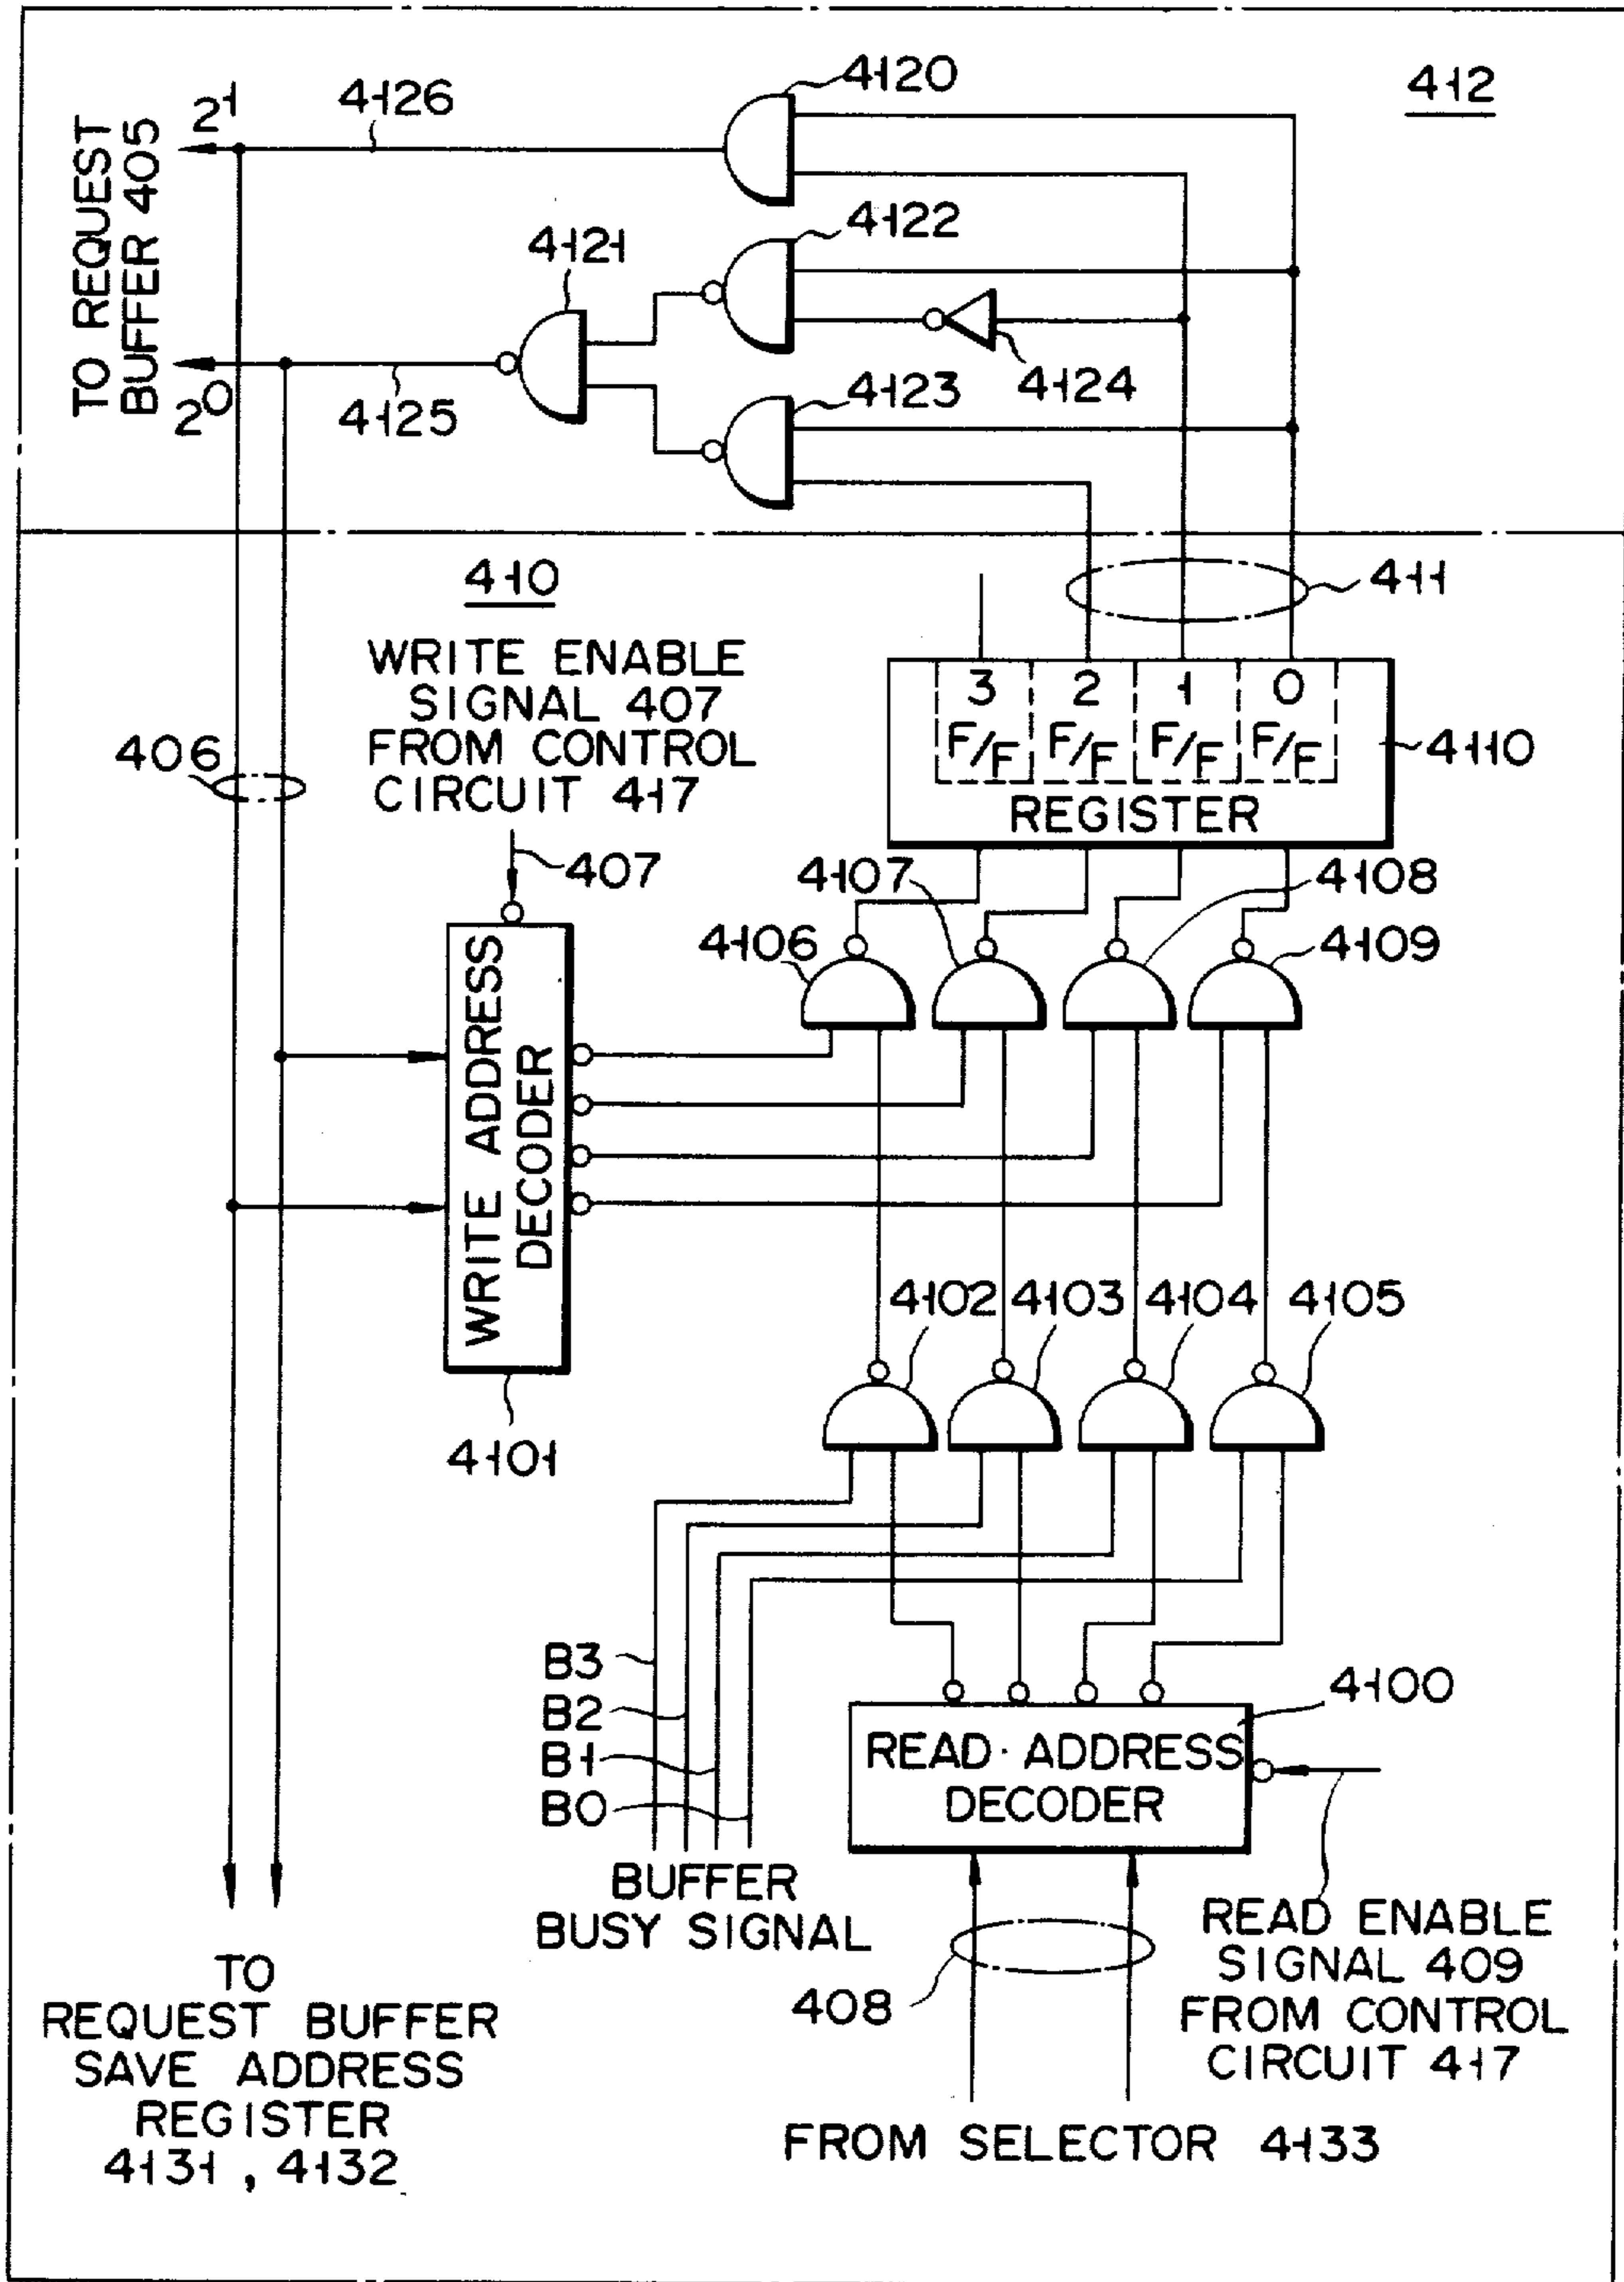 4120
412
2¹
4126
TO REQUEST
BUFFER 405
4122
4121
4124
2⁰
4125
4123
410
411
WRITE ENABLE
SIGNAL 407
FROM CONTROL
CIRCUIT 417
3 2 1 0
F/F F/F F/F F/F
4110
REGISTER
406
407
4107
4108
4106
4109
WRITE ADDRESS
DECODER
4102 4103 4104 4105
4101
B3
B2
B1
B0
4100
READ ADDRESS
DECODER
BUFFER
BUSY SIGNAL
READ ENABLE
SIGNAL 409
FROM CONTROL
CIRCUIT 417
408
TO
REQUEST BUFFER
SAVE ADDRESS
REGISTER
4131, 4132
FROM SELECTOR 4133